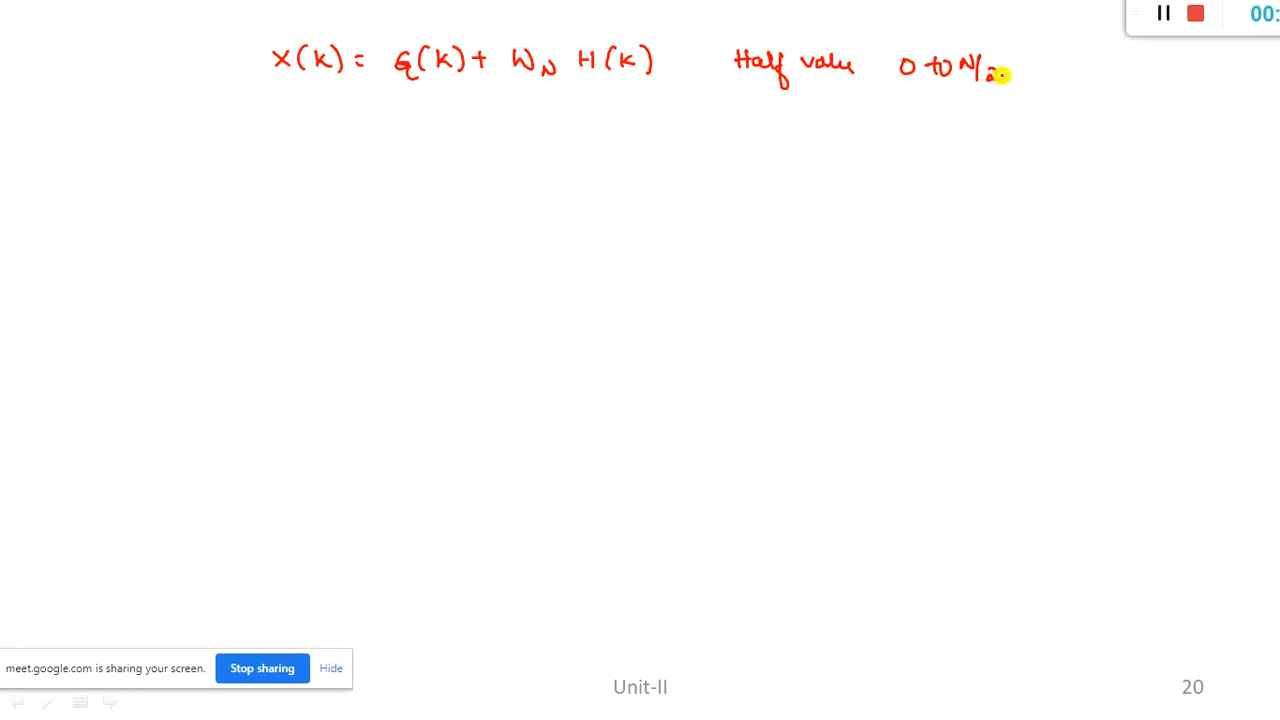 X(K) = G(K) + W_N H(K) Half value 0 to N/2
00:
meet.google.com is sharing your screen. Stop sharing Hide
Unit-II
20